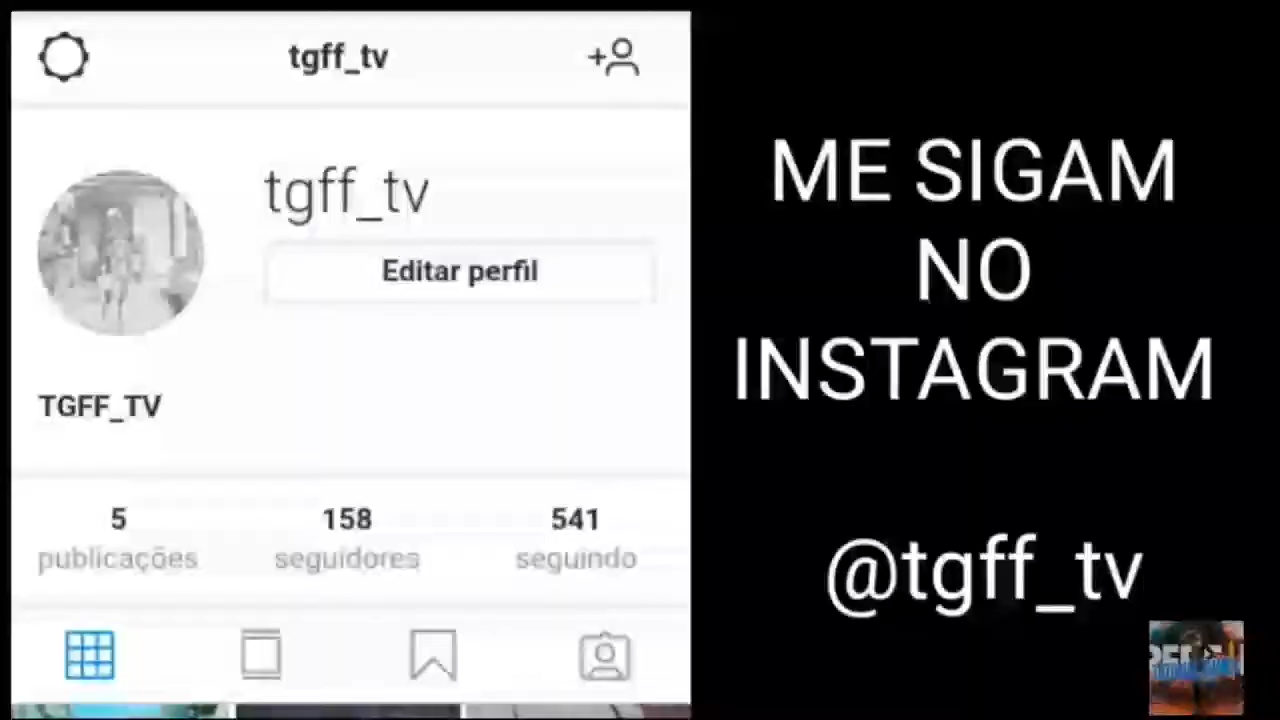 tgff_tv
tgff_tv
Editar perfil
TGFF_TV
5 158 541
publicações seguidores seguindo
ME SIGAM
NO
INSTAGRAM
@tgff_tv